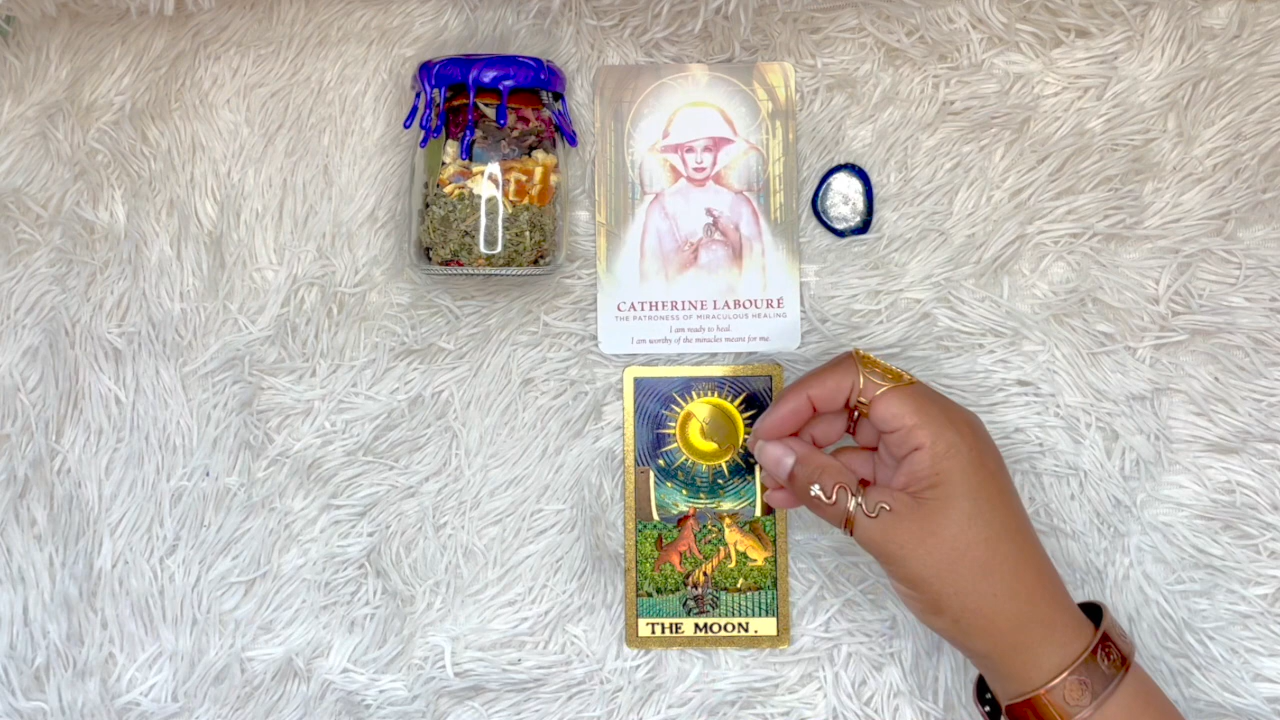 CATHERINE LABOURÉ
THE PATRONESS OF MIRACULOUS HEALING
I am ready to heal.
I am worthy of the miracles meant for me.
XVIII
THE MOON.